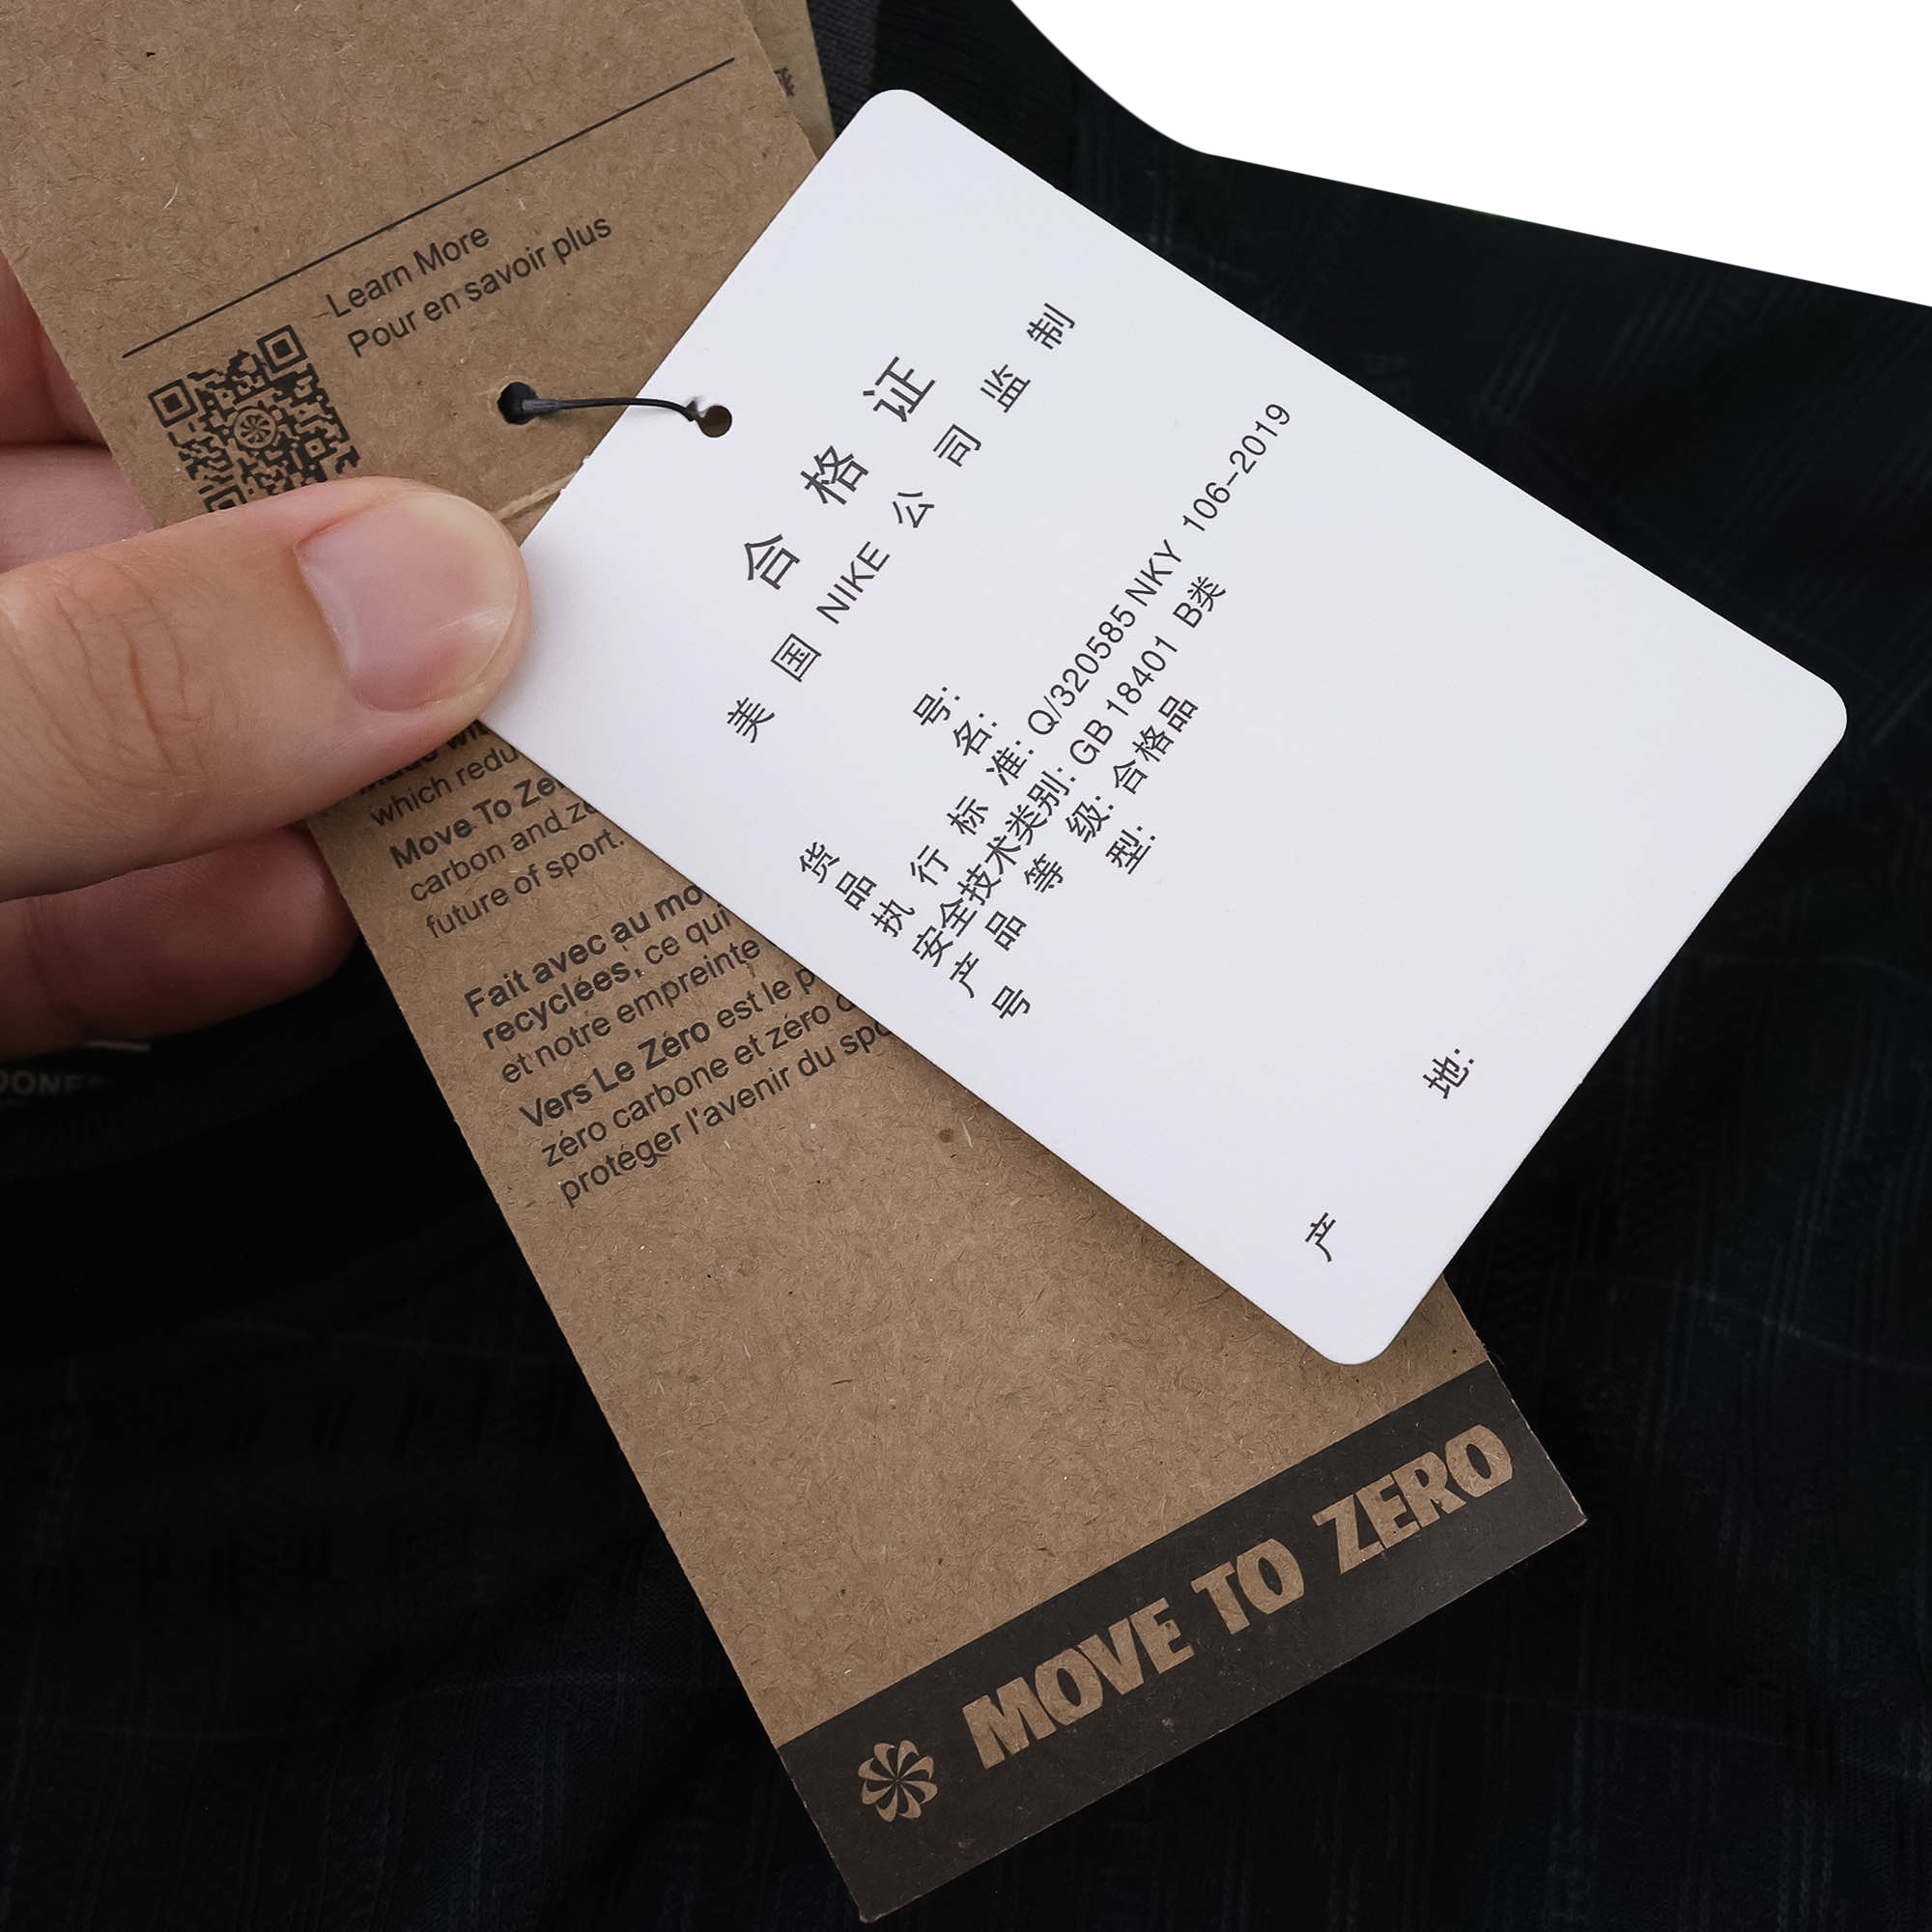 Learn More
Pour en savoir plus
which redu
Move To Ze
carbon and ze
future of sport.
Fait avec au mo
recyclées, ce qui
et notre empreinte
Vers Le Zéro est le p
zéro carbone et zéro
protéger l'avenir du spo
MOVE TO ZERO
合格证
美国 NIKE 公司监制
货号:
品名:
执行标准: Q/320585 NKY 106-2019
安全技术类别: GB 18401 B类
产品等级: 合格品
号型:
产地: